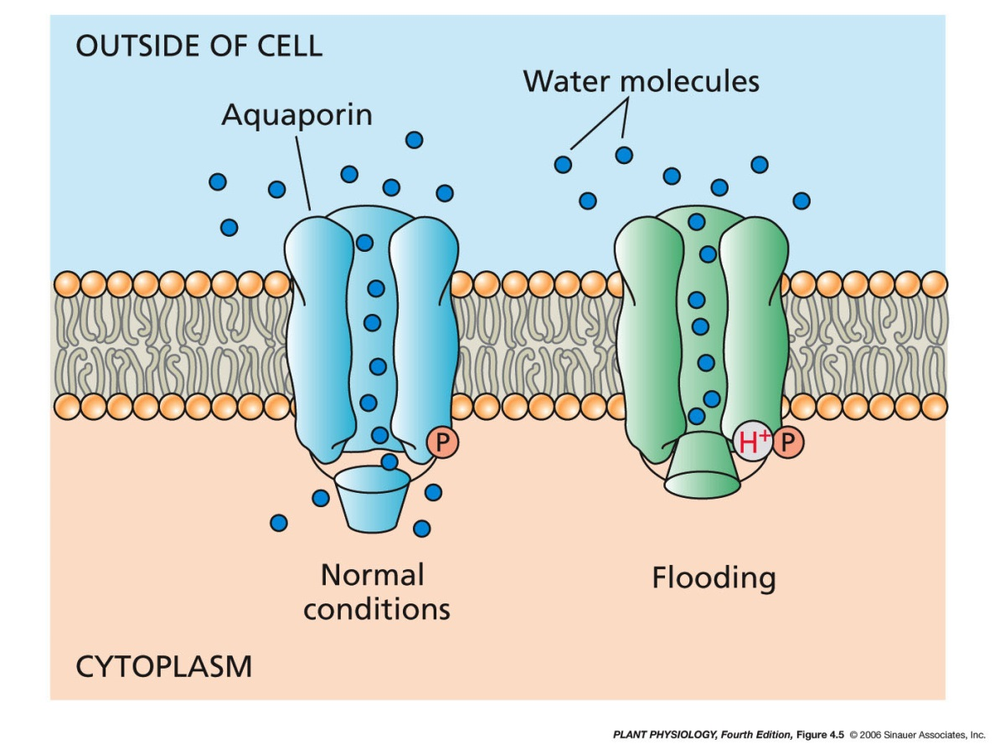 OUTSIDE OF CELL
Water molecules
Aquaporin
P
H+ P
Normal
conditions
Flooding
CYTOPLASM
PLANT PHYSIOLOGY, Fourth Edition, Figure 4.5 © 2006 Sinauer Associates, Inc.